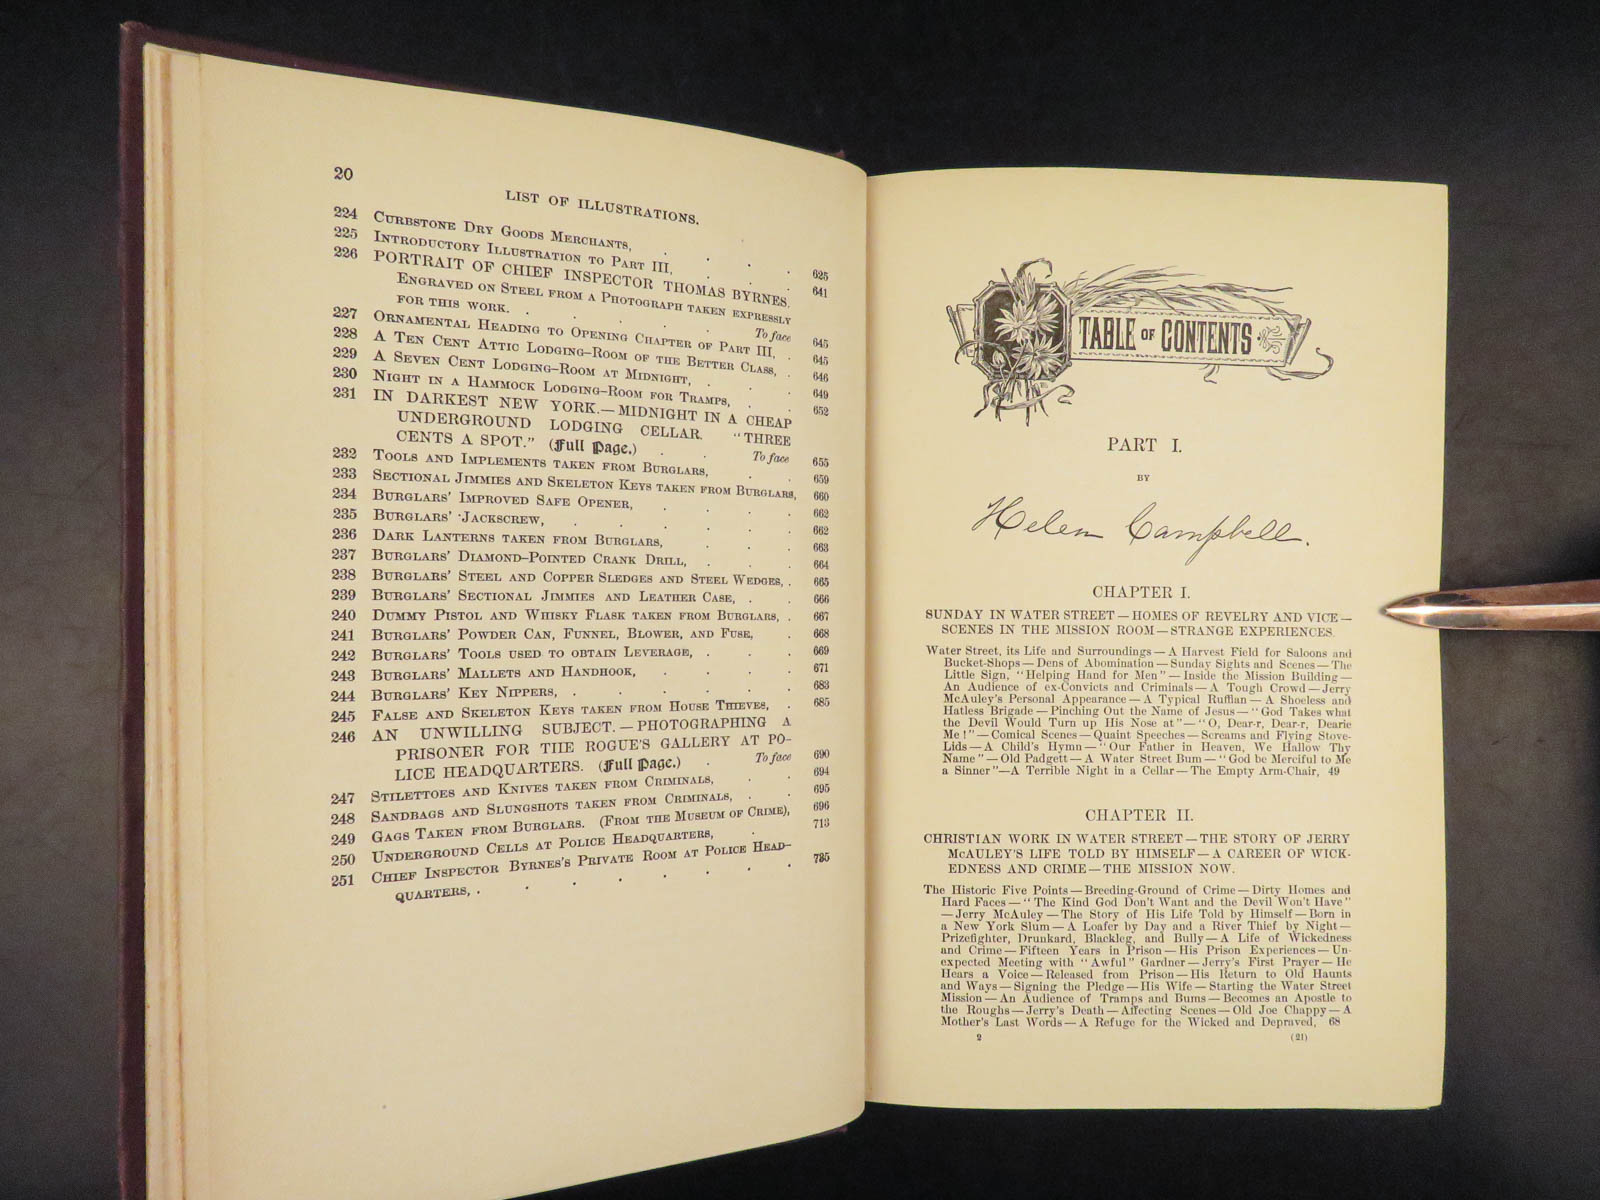 20
LIST OF ILLUSTRATIONS.
224 Curbstone Dry Goods Merchants, . . . . 625
225 Introductory Illustration to Part III, . . . 641
226 PORTRAIT OF CHIEF INSPECTOR THOMAS BYRNES.
Engraved on Steel from a Photograph taken expressly
for this work. . . . . . To face 645
227 Ornamental Heading to Opening Chapter of Part III, . 645
228 A Ten Cent Attic Lodging-Room of the Better Class, . 646
229 A Seven Cent Lodging-Room at Midnight, . . . 649
230 Night in a Hammock Lodging-Room for Tramps, . . 652
231 IN DARKEST NEW YORK.—MIDNIGHT IN A CHEAP
UNDERGROUND LODGING CELLAR. "THREE
CENTS A SPOT." (Full Page.) . . To face 655
232 Tools and Implements taken from Burglars, . . 659
233 Sectional Jimmies and Skeleton Keys taken from Burglars, 660
234 Burglars' Improved Safe Opener, . . . . 662
235 Burglars' Jackscrew, . . . . . . 662
236 Dark Lanterns taken from Burglars, . . . 663
237 Burglars' Diamond-Pointed Crank Drill, . . . 664
238 Burglars' Steel and Copper Sledges and Steel Wedges, . 665
239 Burglars' Sectional Jimmies and Leather Case, . . 666
240 Dummy Pistol and Whisky Flask taken from Burglars, . 667
241 Burglars' Powder Can, Funnel, Blower, and Fuse, . 668
242 Burglars' Tools used to obtain Leverage, . . . 669
243 Burglars' Mallets and Handhook, . . . . 671
244 Burglars' Key Nippers, . . . . . . 683
245 False and Skeleton Keys taken from House Thieves, . 685
246 AN UNWILLING SUBJECT.—PHOTOGRAPHING A
PRISONER FOR THE ROGUE'S GALLERY AT PO-
LICE HEADQUARTERS. (Full Page.) . To face 690
247 Stilettoes and Knives taken from Criminals, . . 694
248 Sandbags and Slungshots taken from Criminals, . . 695
249 Gags Taken from Burglars. (From the Museum of Crime), 696
250 Underground Cells at Police Headquarters, . . 713
251 Chief Inspector Byrnes's Private Room at Police Head-
quarters, . . . . . . . 735
TABLE OF CONTENTS
PART I.
BY
Helen Campbell.
CHAPTER I.
SUNDAY IN WATER STREET—HOMES OF REVELRY AND VICE—
SCENES IN THE MISSION ROOM—STRANGE EXPERIENCES.
Water Street, its Life and Surroundings—A Harvest Field for Saloons and
Bucket-Shops—Dens of Abomination—Sunday Sights and Scenes—The
Little Sign, "Helping Hand for Men"—Inside the Mission Building—
An Audience of ex-Convicts and Criminals—A Tough Crowd—Jerry
McAuley's Personal Appearance—A Typical Ruffian—A Shoeless and
Hatless Brigade—Pinching Out the Name of Jesus—"God Takes what
the Devil Would Turn up His Nose at"—"O, Dear-r, Dear-r, Dearie
Me!"—Comical Scenes—Quaint Speeches—Screams and Flying Stove-
Lids—A Child's Hymn—"Our Father in Heaven, We Hallow Thy
Name"—Old Padgett—A Water Street Bum—"God be Merciful to Me
a Sinner"—A Terrible Night in a Cellar—The Empty Arm-Chair, 49
CHAPTER II.
CHRISTIAN WORK IN WATER STREET—THE STORY OF JERRY
McAULEY'S LIFE TOLD BY HIMSELF—A CAREER OF WICK-
EDNESS AND CRIME—THE MISSION NOW.
The Historic Five Points—Breeding-Ground of Crime—Dirty Homes and
Hard Faces—"The Kind God Don't Want and the Devil Won't Have"
—Jerry McAuley—The Story of His Life Told by Himself—Born in
a New York Slum—A Loafer by Day and a River Thief by Night—
Prizefighter, Drunkard, Blackleg, and Bully—A Life of Wickedness
and Crime—Fifteen Years in Prison—His Prison Experiences—Un-
expected Meeting with "Awful" Gardner—Jerry's First Prayer—He
Hears a Voice—Released from Prison—His Return to Old Haunts
and Ways—Signing the Pledge—His Wife—Starting the Water Street
Mission—An Audience of Tramps and Bums—Becomes an Apostle to
the Roughs—Jerry's Death—Affecting Scenes—Old Joe Chappy—A
Mother's Last Words—A Refuge for the Wicked and Depraved, 68
2 (21)